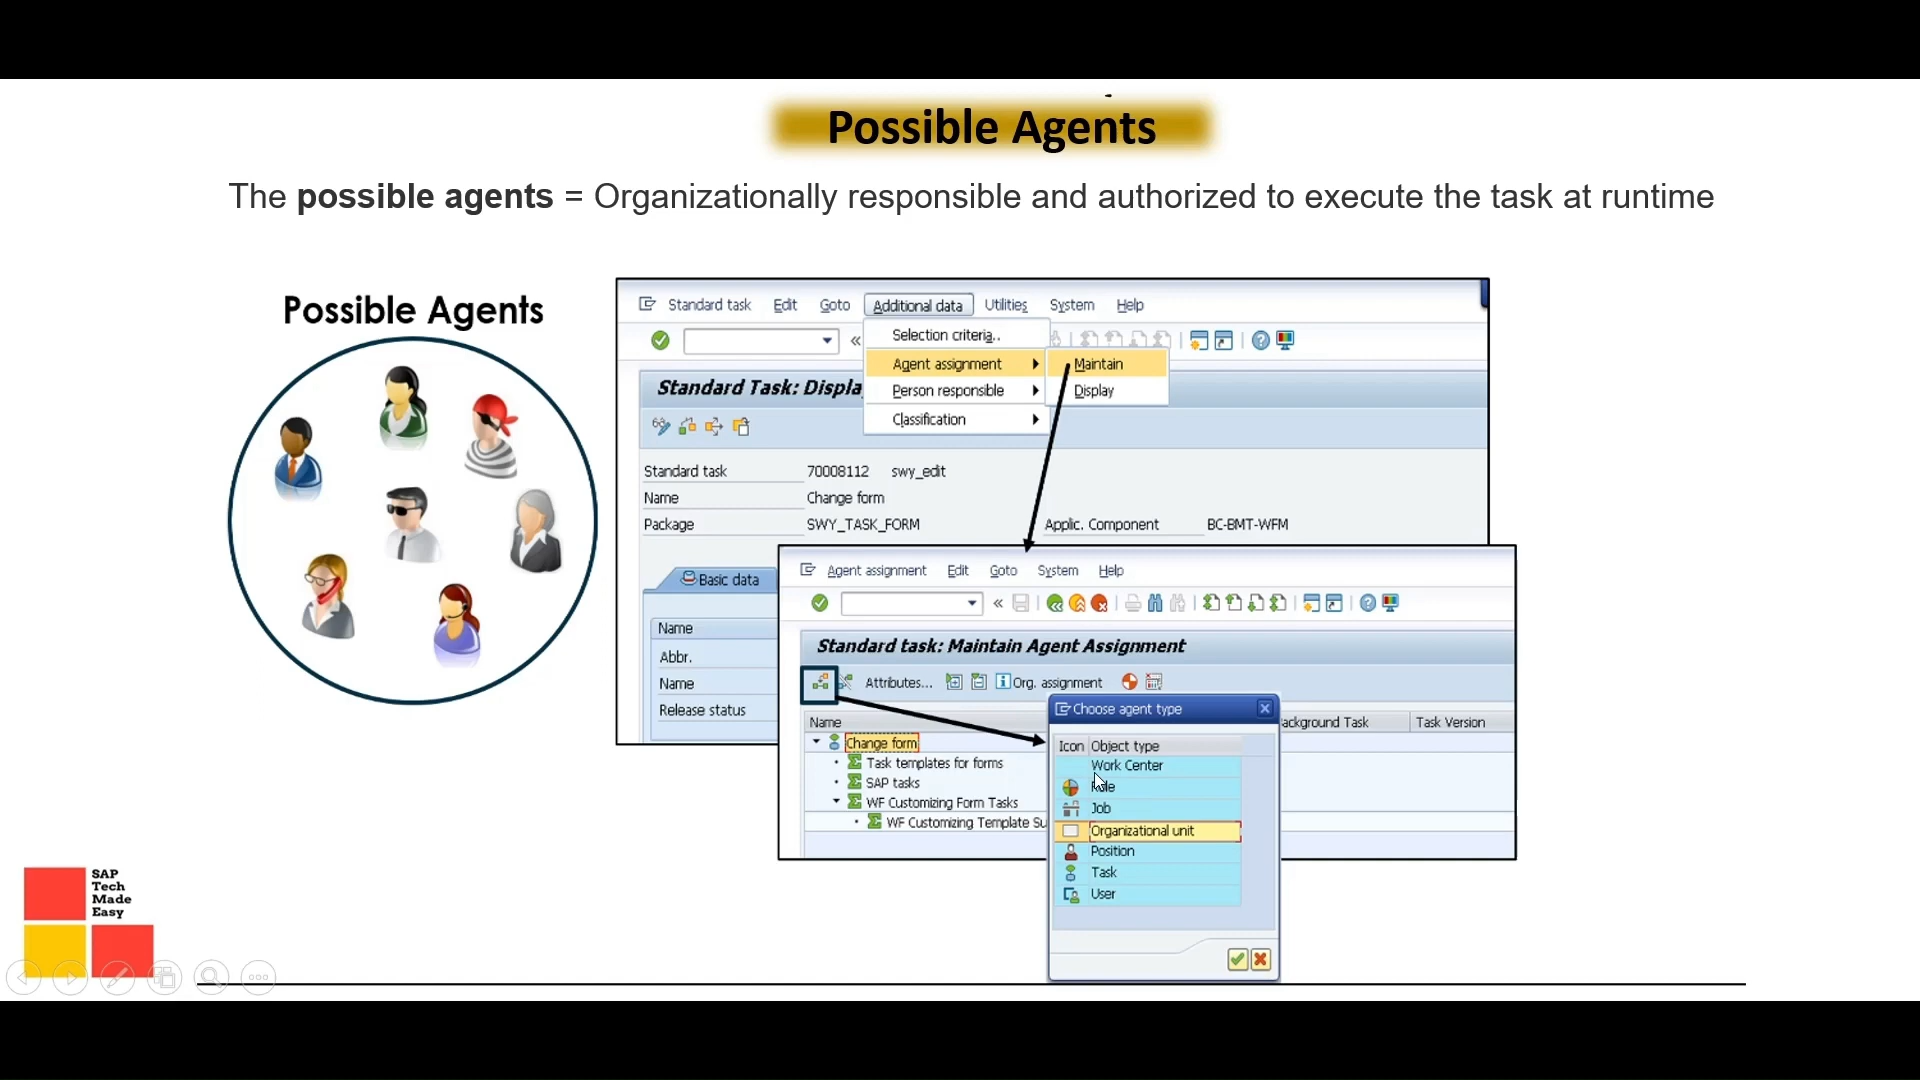 Possible Agents
The possible agents = Organizationally responsible and authorized to execute the task at runtime
Possible Agents
Standard task Edit Goto Additional data Utilities System Help
Selection criteria..
Agent assignment Maintain
Person responsible Display
Classification
Standard Task: Displa
Standard task 70008112 swy_edit
Name Change form
Package SWY_TASK_FORM Applic. Component BC-BMT-WFM
Basic data
Name
Abbr.
Name
Release status
Agent assignment Edit Goto System Help
Standard task: Maintain Agent Assignment
Attributes... Org. assignment
Name ackground Task Task Version
Change form
Task templates for forms
SAP tasks
WF Customizing Form Tasks
WF Customizing Template Su
Choose agent type
Icon Object type
Work Center
Job
Organizational unit
Position
Task
User
SAP
Tech
Made
Easy